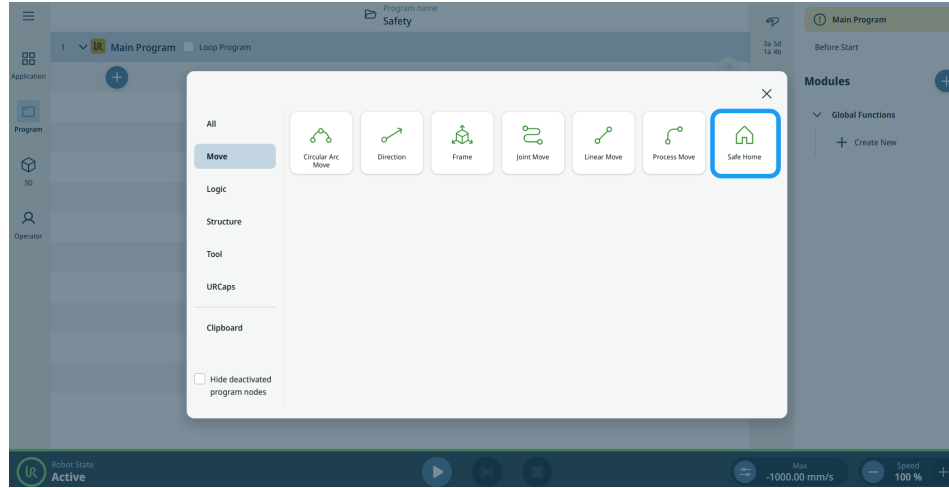 Program name
Safety
Main Program
1 UR Main Program Loop Program
3a 5d
1a 4b
Before Start
Application
Modules
Program
Global Functions
Create New
3D
Operator
All
Move
Logic
Structure
Tool
URCaps
Clipboard
Hide deactivated
program nodes
Circular Arc
Move
Direction
Frame
Joint Move
Linear Move
Process Move
Safe Home
UR
Robot State
Active
Max
-1000.00 mm/s
Speed
100 %